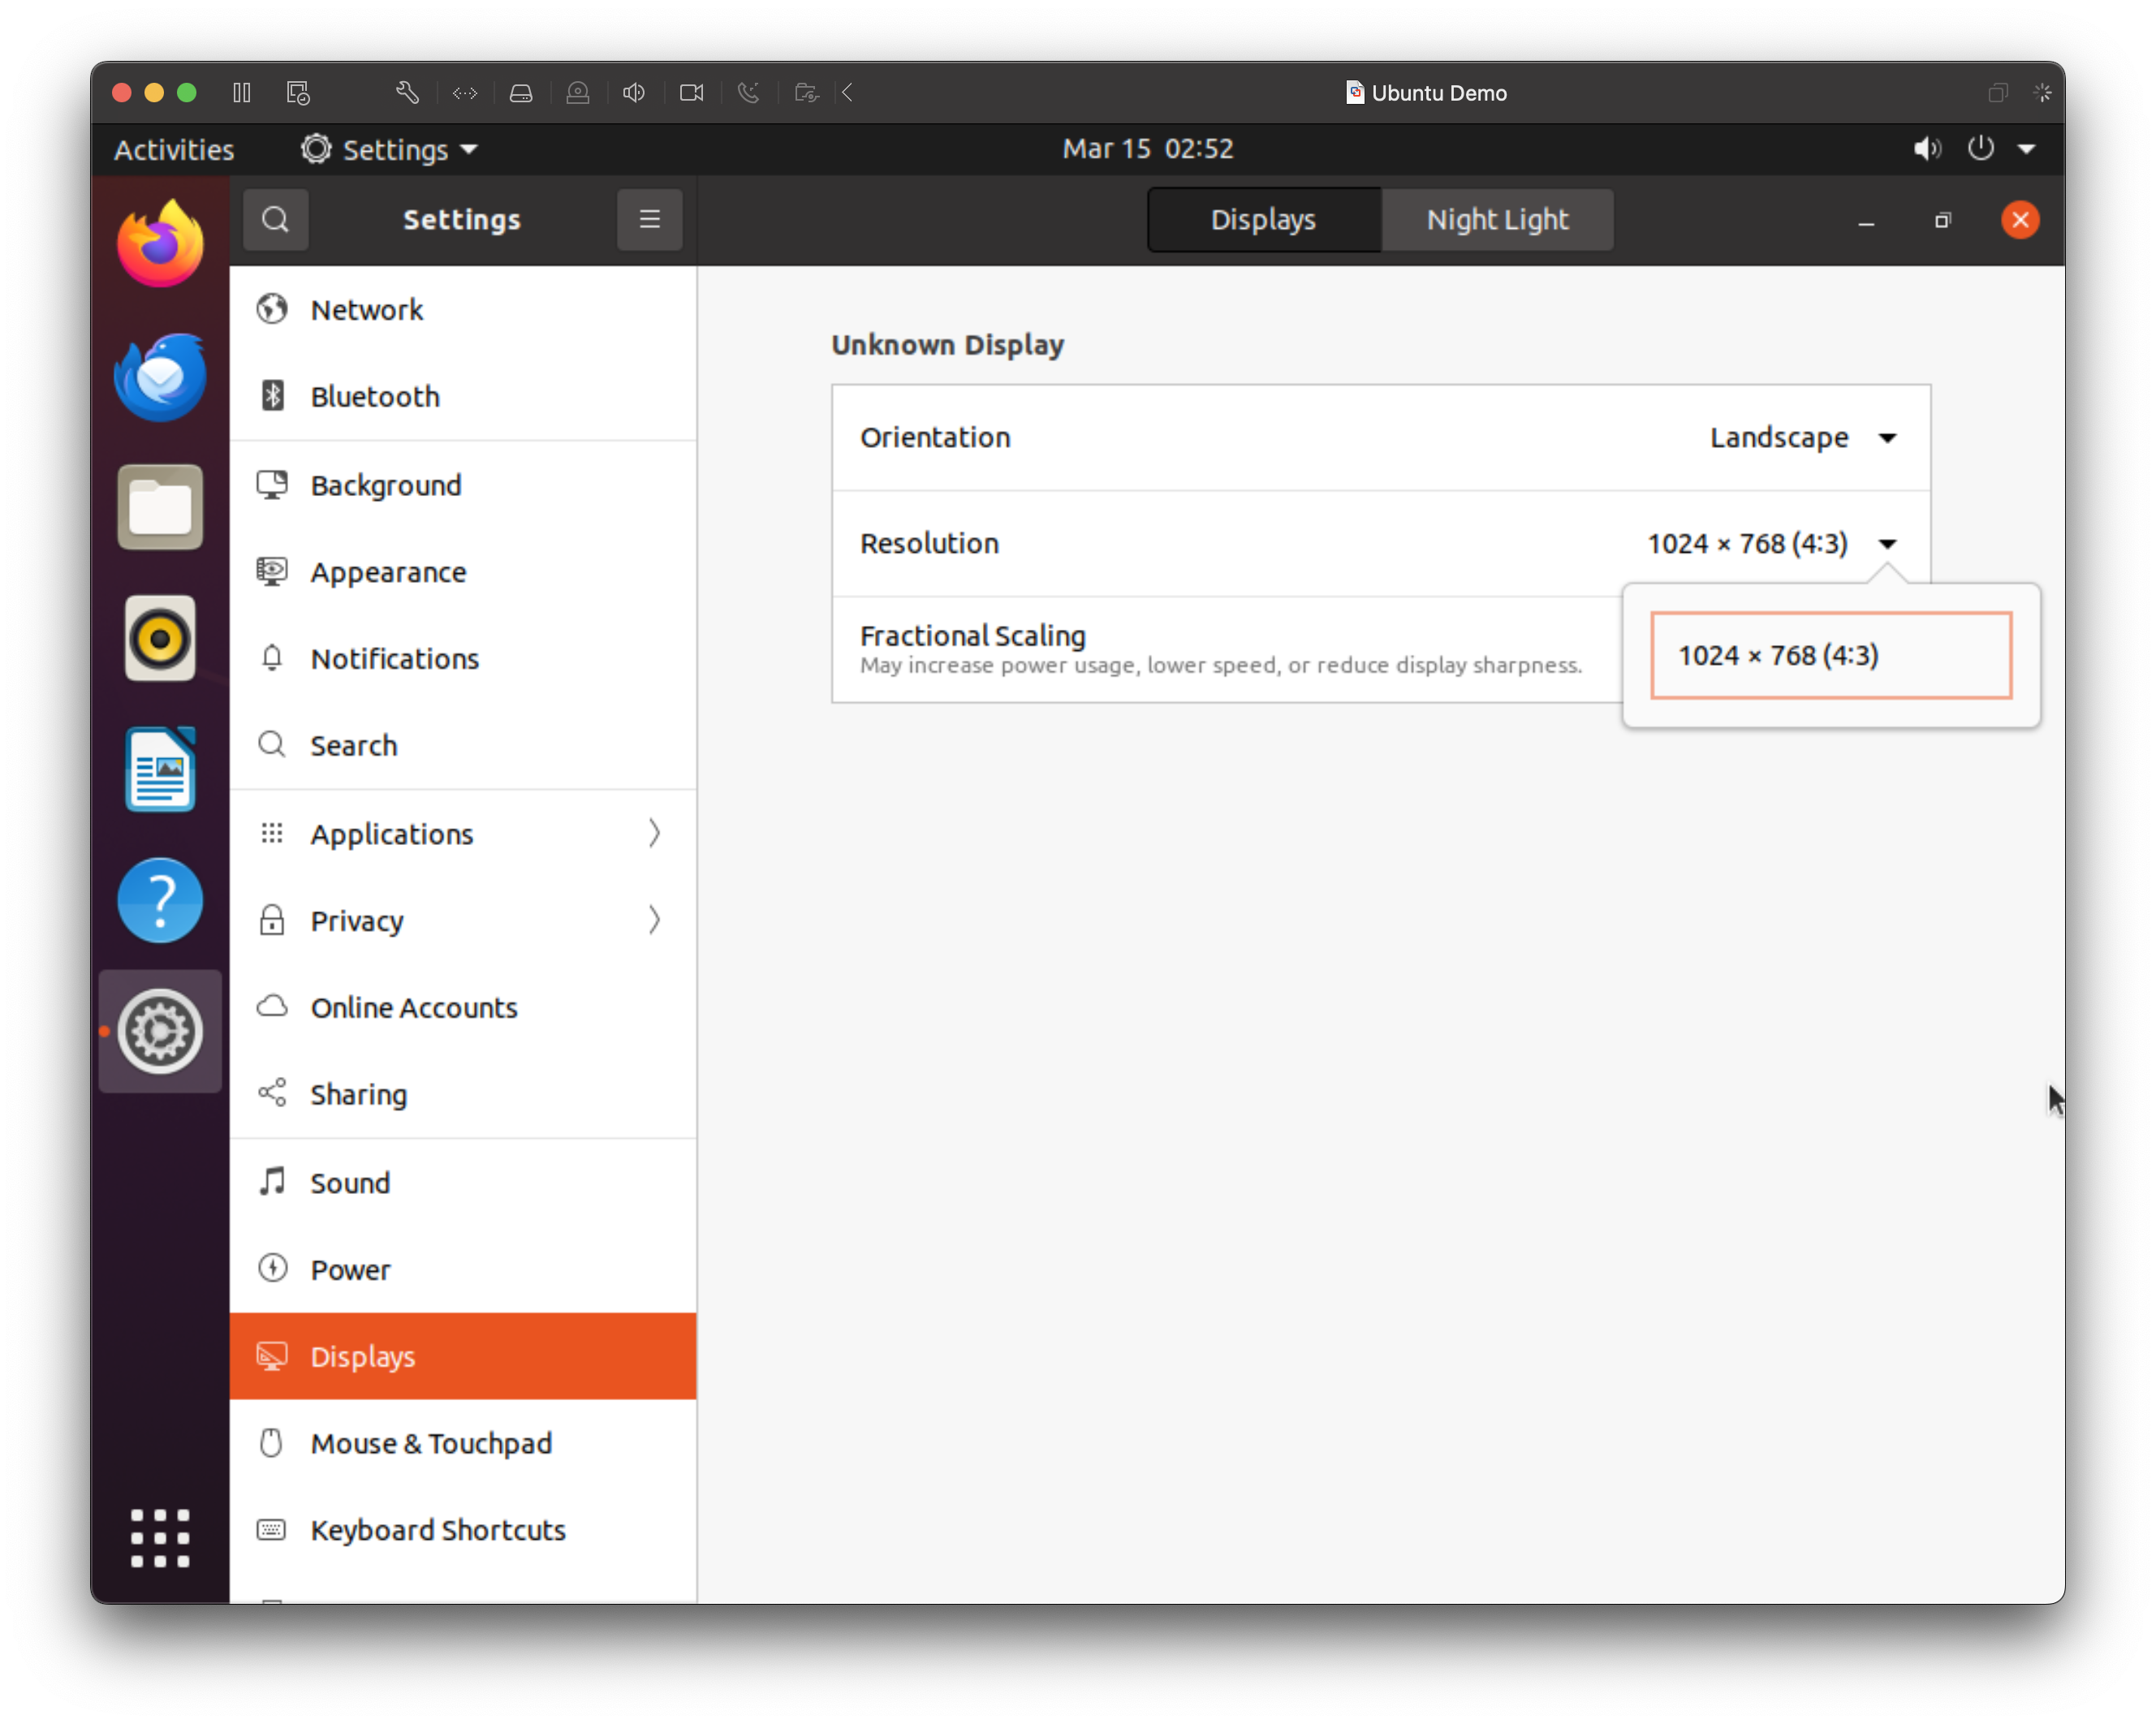 Ubuntu Demo
Activities
Settings
Mar 15 02:52
Settings
Displays
Night Light
Network
Bluetooth
Background
Appearance
Notifications
Search
Applications
Privacy
Online Accounts
Sharing
Sound
Power
Displays
Mouse & Touchpad
Keyboard Shortcuts
Unknown Display
Orientation
Landscape
Resolution
1024 × 768 (4:3)
Fractional Scaling
May increase power usage, lower speed, or reduce display sharpness.
1024 × 768 (4:3)